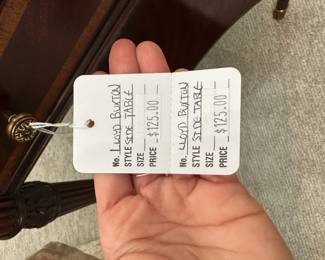 No. LLOYD BUXTON
STYLE SIDE TABLE
SIZE
PRICE $125.00
No. LLOYD BUXTON
STYLE SIDE TABLE
SIZE
PRICE $125.00